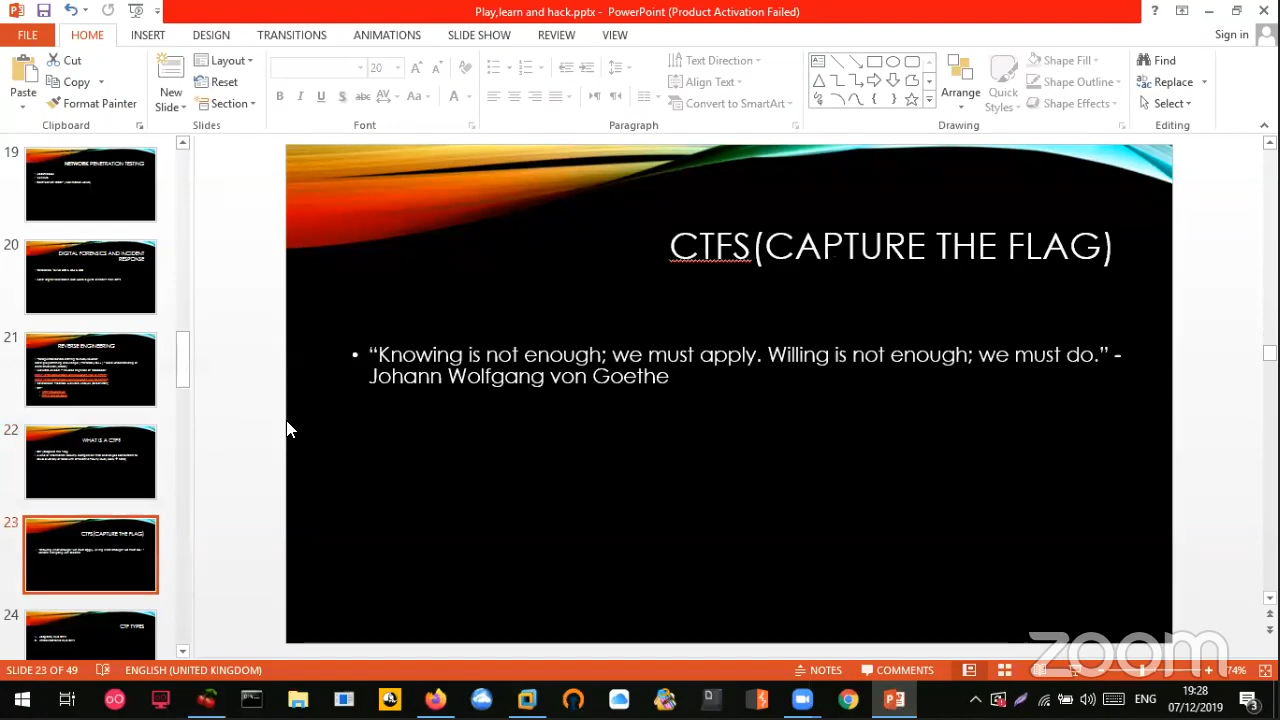 Play,learn and hack.pptx - PowerPoint (Product Activation Failed)
FILE HOME INSERT DESIGN TRANSITIONS ANIMATIONS SLIDE SHOW REVIEW VIEW Sign in
Paste
Cut
Copy
Format Painter
Clipboard
New Slide
Layout
Reset
Section
Slides
20
Font
Text Direction
Align Text
Convert to SmartArt
Paragraph
Arrange
Quick Styles
Shape Fill
Shape Outline
Shape Effects
Drawing
Find
Replace
Select
Editing
19
NETWORK PENETRATION TESTING
20
DIGITAL FORENSICS AND INCIDENT
RESPONSE
21
REVERSE ENGINEERING
22
WHAT IS A CTF?
23
CTFS(CAPTURE THE FLAG)
24
CTF TYPES
CTFS(CAPTURE THE FLAG)
• “Knowing is not enough; we must apply. Willing is not enough; we must do.” -
Johann Wolfgang von Goethe
zoom
SLIDE 23 OF 49 ENGLISH (UNITED KINGDOM) NOTES COMMENTS 74%
ENG
19:28
07/12/2019
3